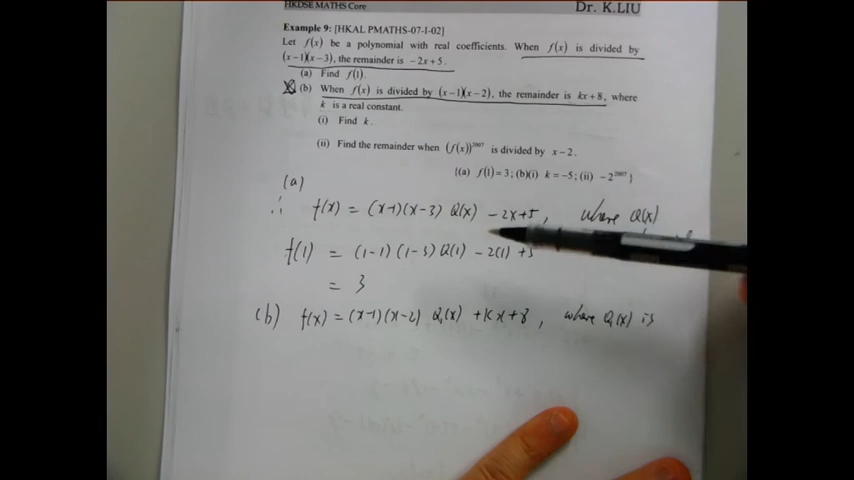 HKDSE MATHS Core Dr. K.LIU
Example 9: [HKAL PMATHS-07-I-02]
Let f(x) be a polynomial with real coefficients. When f(x) is divided by
(x−1)(x−3), the remainder is −2x+5.
(a) Find f(1).
(b) When f(x) is divided by (x−1)(x−2), the remainder is kx+8, where
k is a real constant.
(i) Find k.
(ii) Find the remainder when (f(x))²⁰⁰⁷ is divided by x−2.
{(a) f(1)=3; (b)(i) k=−5; (ii) −2²⁰⁰⁷}
(a)
∴ f(x) = (x−1)(x−3) Q(x) −2x+5, where Q(x)
f(1) = (1−1)(1−3) Q(1) −2(1) +5
= 3
(b) f(x) = (x−1)(x−2) Q₁(x) +kx+8, where Q₁(x) is